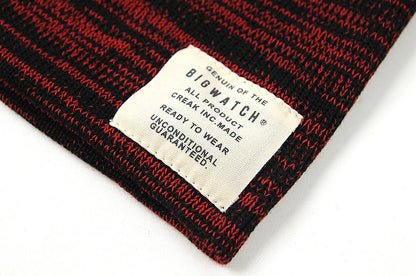 GENUIN OF THE
BIGWATCH®
ALL PRODUCT
CREAK INC.MADE
READY TO WEAR
UNCONDITIONAL
GUARANTEED.